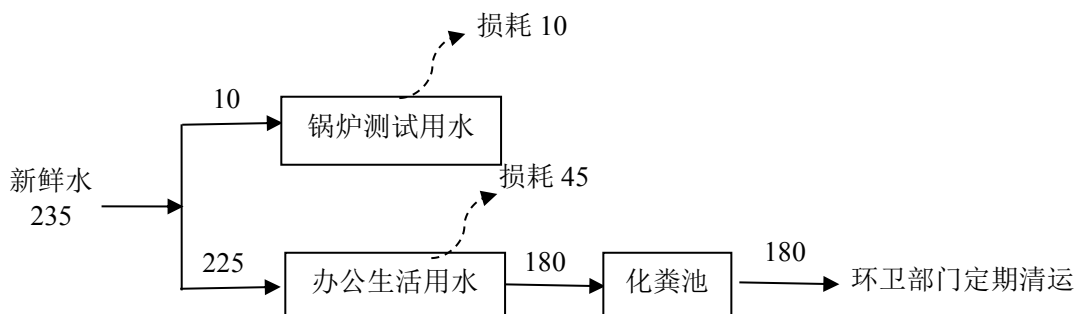 损耗 10
10
锅炉测试用水
新鲜水
235
损耗 45
225
办公生活用水
180
化粪池
180
环卫部门定期清运